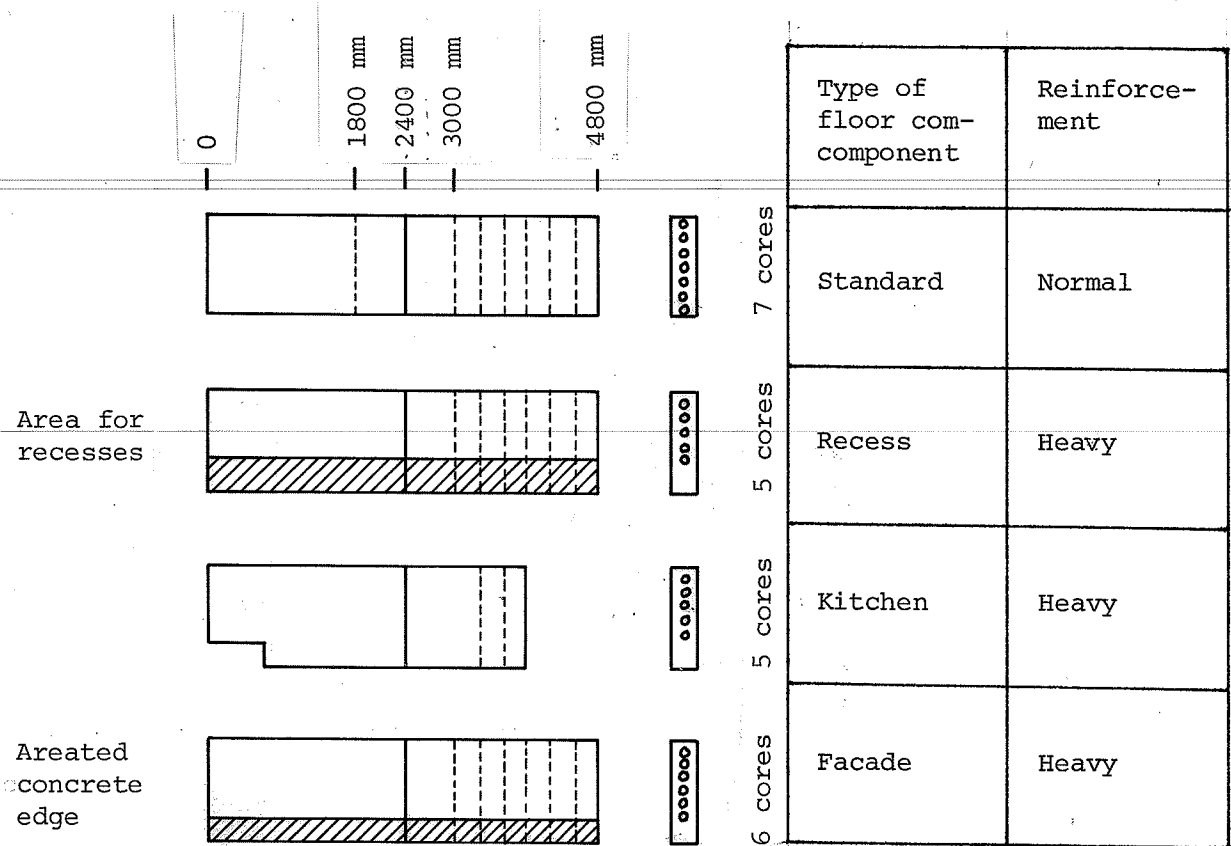 0
1800 mm
2400 mm
3000 mm
4800 mm
Type of
floor com-
component
Reinforce-
ment
7 cores
Standard
Normal
Area for
recesses
5 cores
Recess
Heavy
5 cores
Kitchen
Heavy
Areated
concrete
edge
6 cores
Facade
Heavy